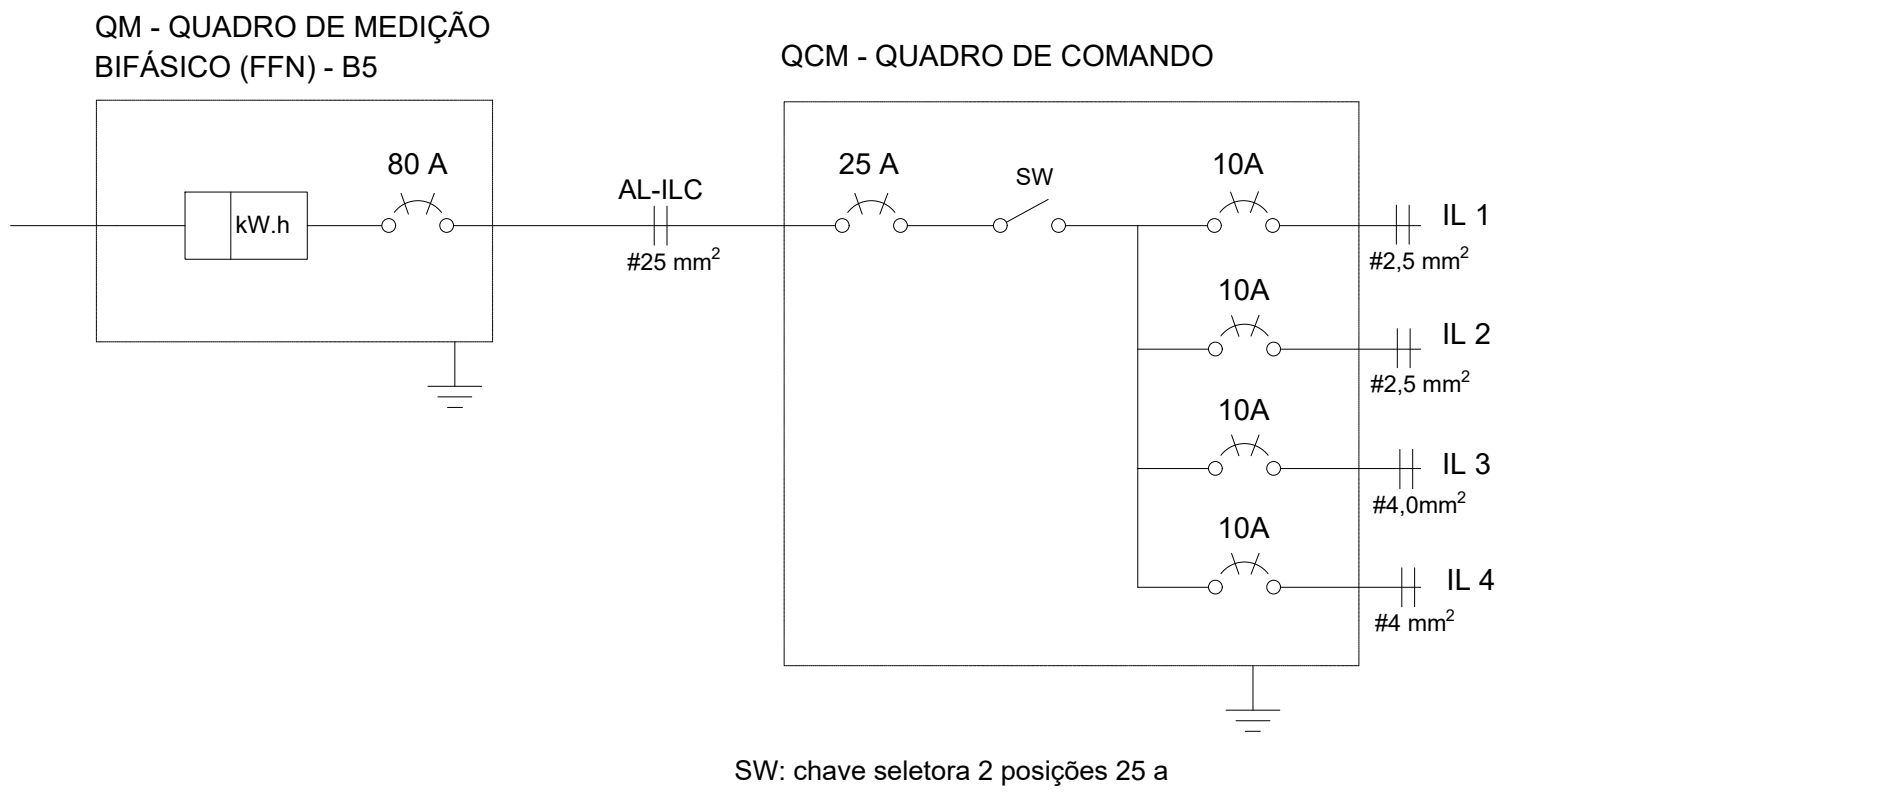 QM - QUADRO DE MEDIÇÃO
BIFÁSICO (FFN) - B5
QCM - QUADRO DE COMANDO
80 A
kW.h
AL-ILC
#25 mm²
25 A
SW
10A
IL 1
#2,5 mm²
10A
IL 2
#2,5 mm²
10A
IL 3
#4,0mm²
10A
IL 4
#4 mm²
SW: chave seletora 2 posições 25 a